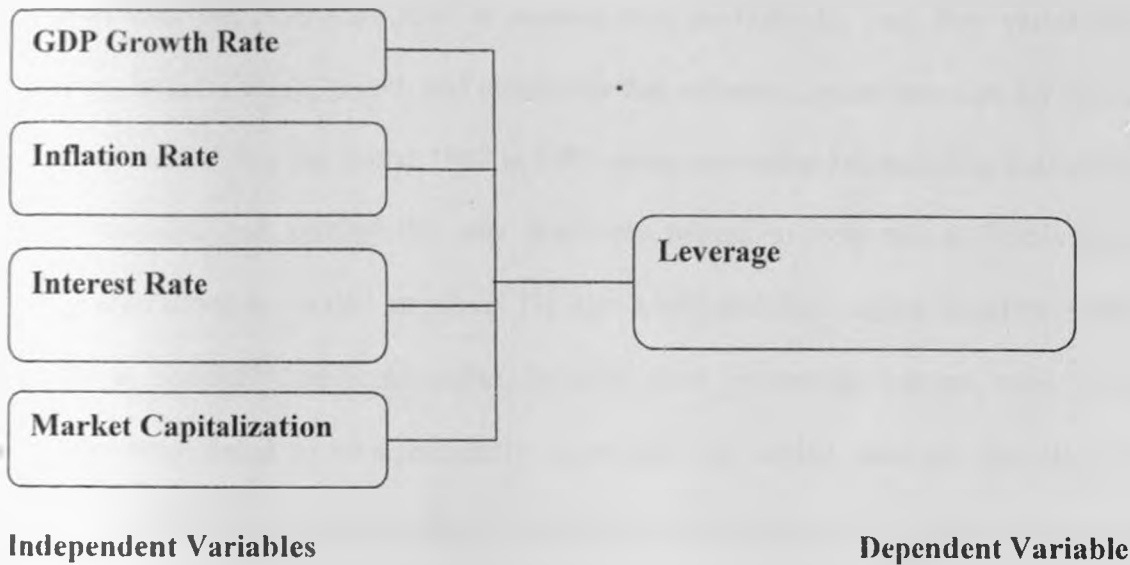 GDP Growth Rate
Inflation Rate
Interest Rate
Leverage
Market Capitalization
Independent Variables
Dependent Variable